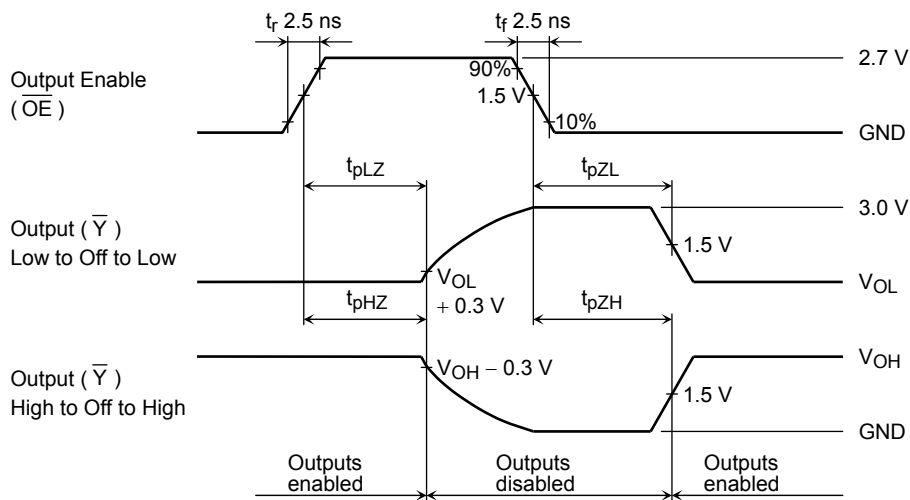 tr 2.5 ns
tf 2.5 ns
2.7 V
90%
Output Enable
( OE )
1.5 V
10%
GND
tpLZ
tpZL
3.0 V
Output ( Y )
Low to Off to Low
1.5 V
VOL
+ 0.3 V
VOL
tpHZ
tpZH
VOH
VOH − 0.3 V
Output ( Y )
High to Off to High
1.5 V
GND
Outputs
enabled
Outputs
disabled
Outputs
enabled